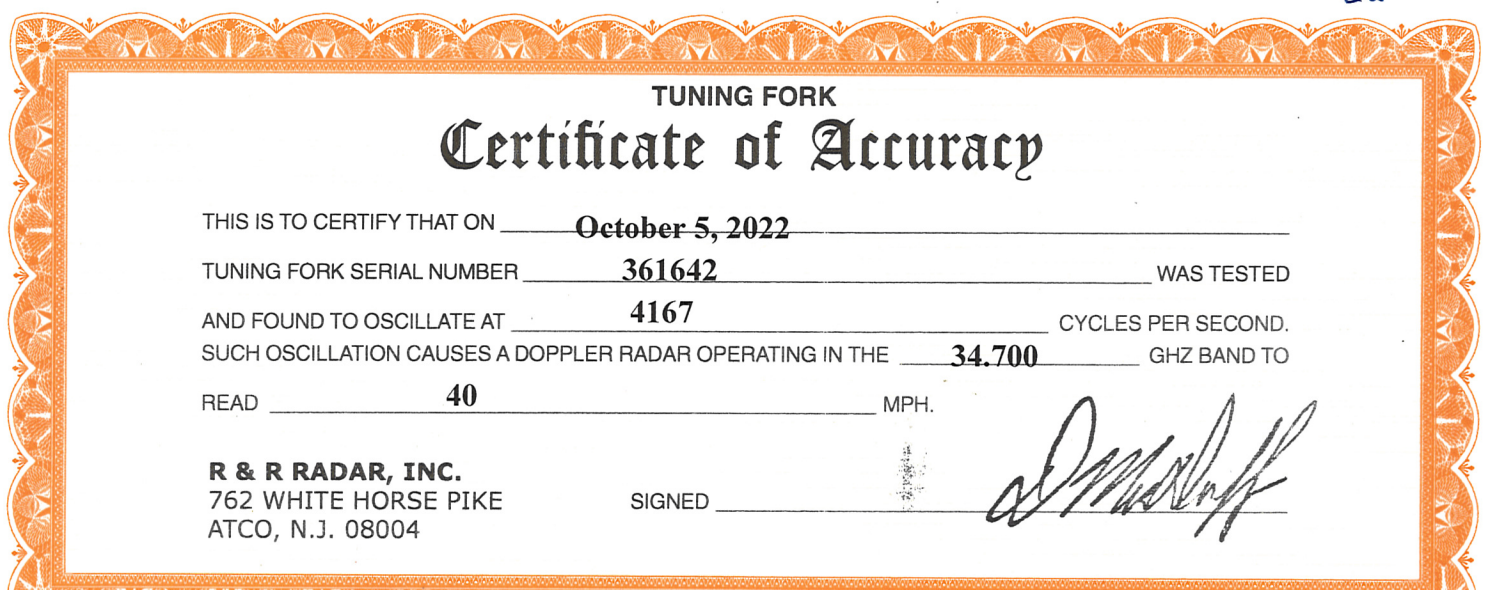 TUNING FORK
Certificate of Accuracy
THIS IS TO CERTIFY THAT ON October 5, 2022
TUNING FORK SERIAL NUMBER 361642 WAS TESTED
AND FOUND TO OSCILLATE AT 4167 CYCLES PER SECOND.
SUCH OSCILLATION CAUSES A DOPPLER RADAR OPERATING IN THE 34.700 GHZ BAND TO
READ 40 MPH.
R & R RADAR, INC.
762 WHITE HORSE PIKE
ATCO, N.J. 08004
SIGNED